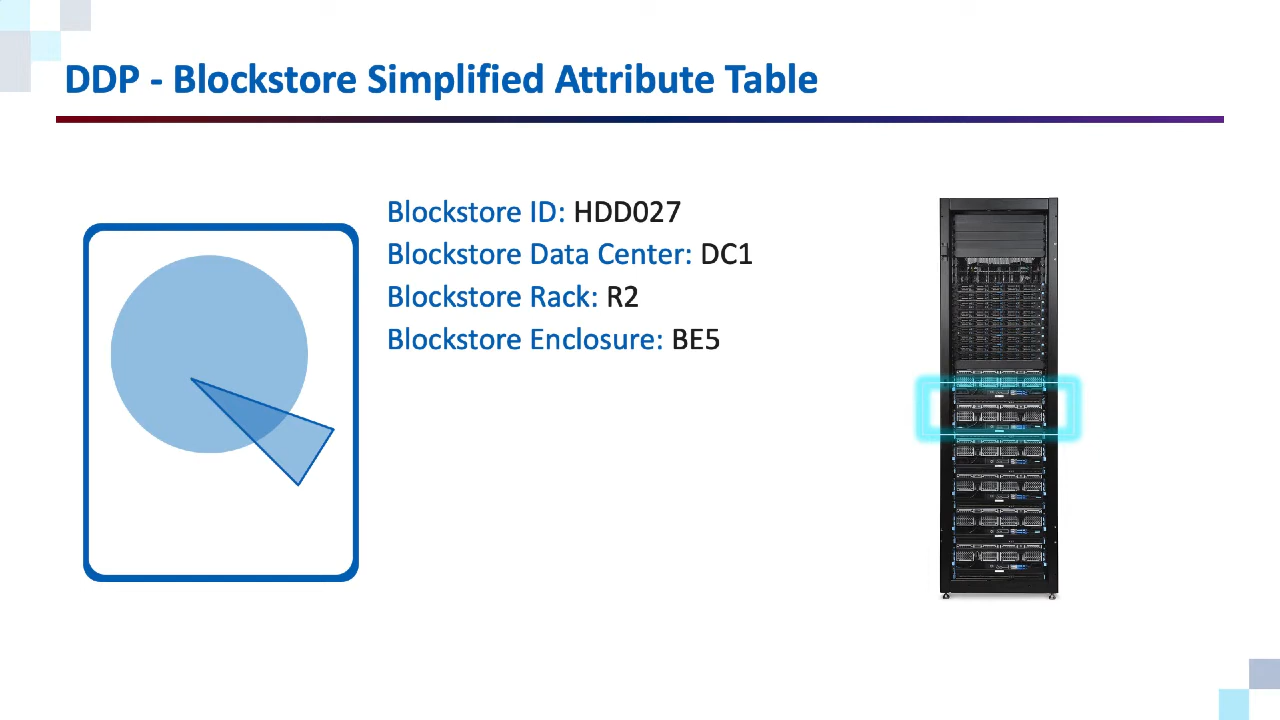 DDP - Blockstore Simplified Attribute Table
Blockstore ID: HDD027
Blockstore Data Center: DC1
Blockstore Rack: R2
Blockstore Enclosure: BE5